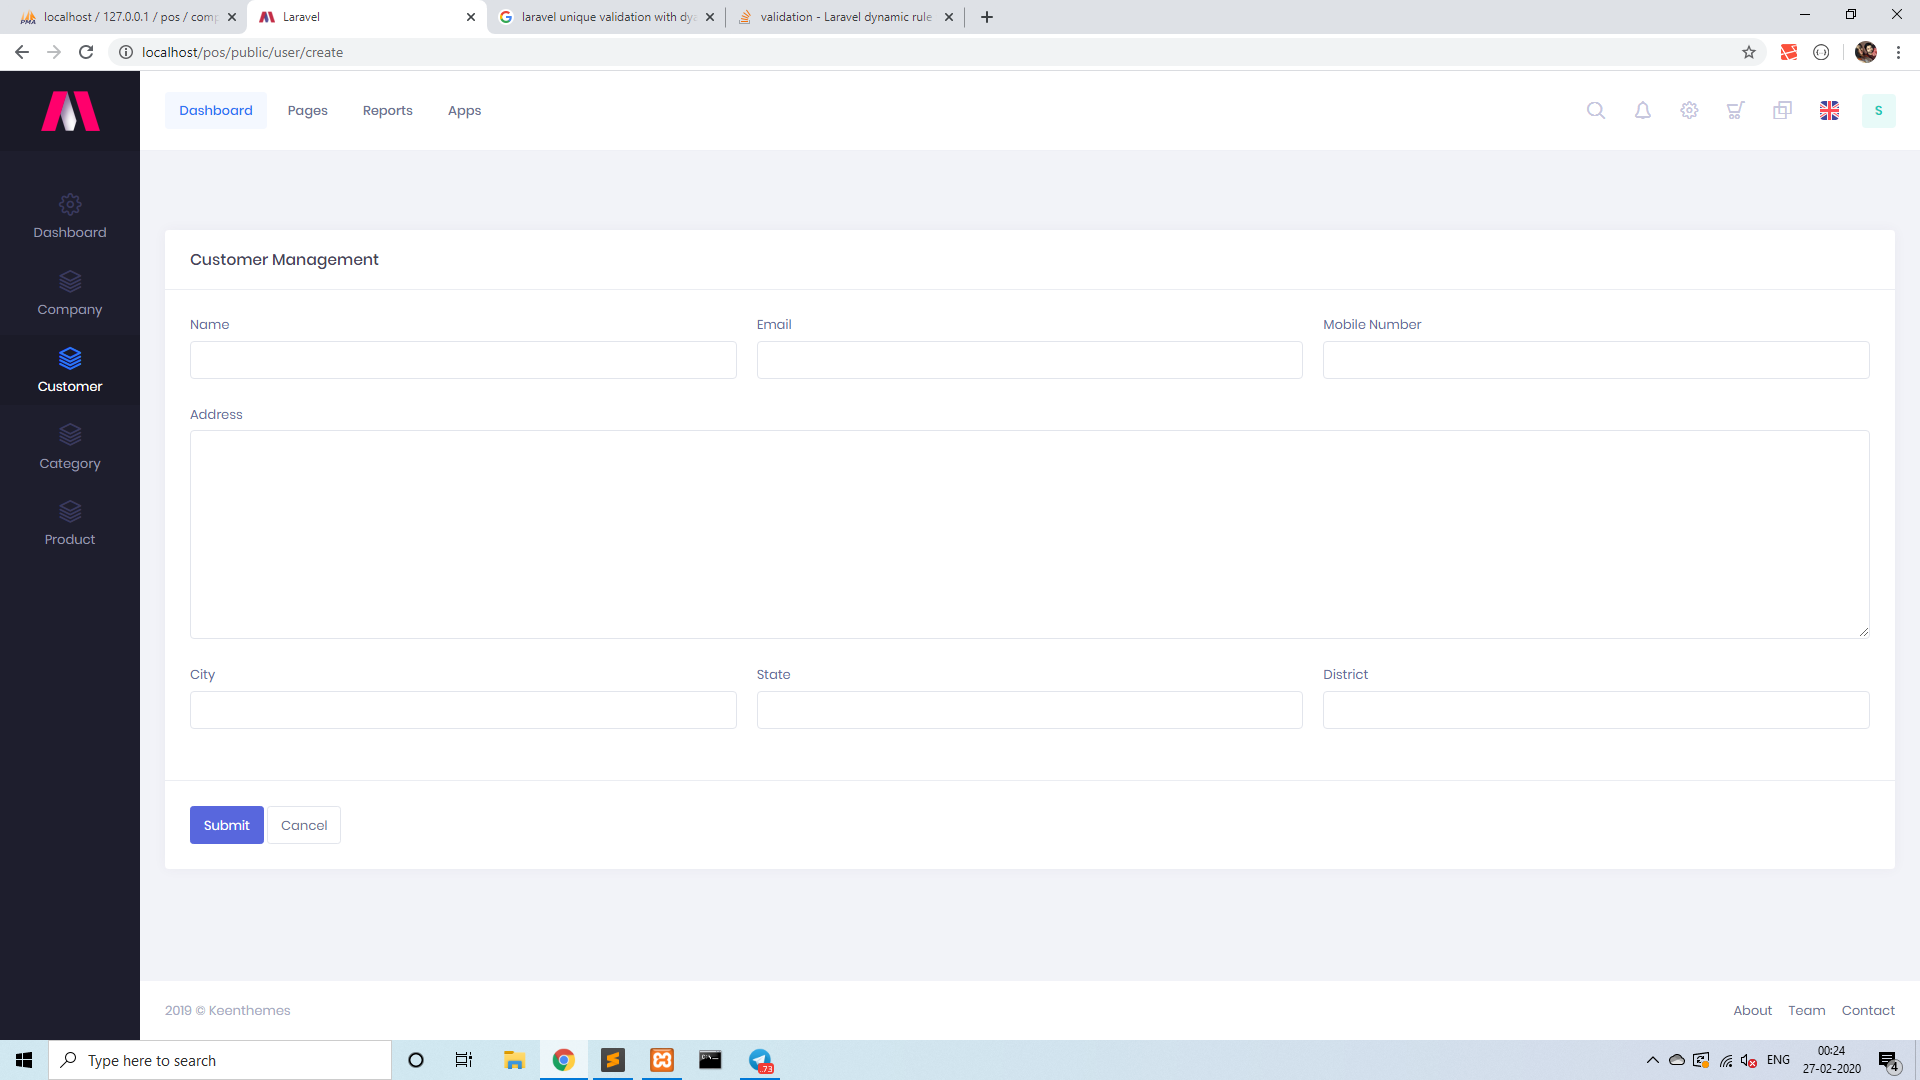 localhost / 127.0.0.1 / pos / comp
Laravel
laravel unique validation with dy
validation - Laravel dynamic rule
localhost/pos/public/user/create
Dashboard
Pages
Reports
Apps
S
Dashboard
Company
Customer
Category
Product
Customer Management
Name
Email
Mobile Number
Address
City
State
District
Submit
Cancel
2019 © Keenthemes
About
Team
Contact
Type here to search
..73
ENG
00:24
27-02-2020
4